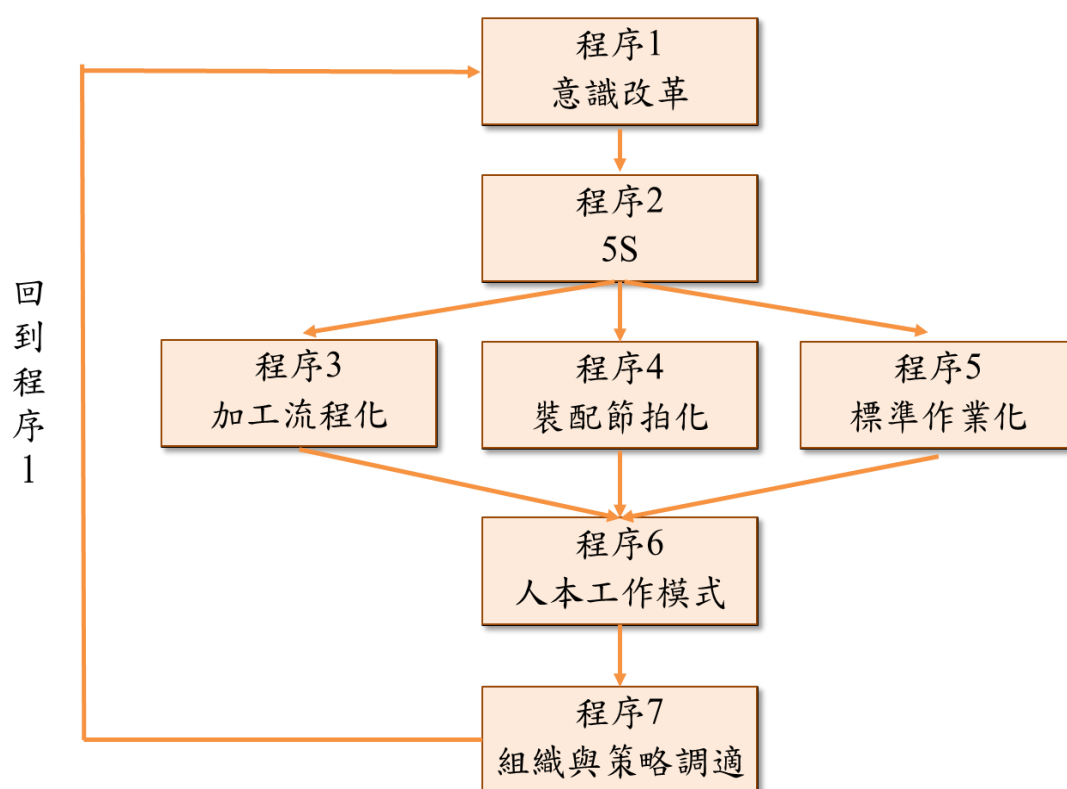 程序1
意識改革
程序2
5S
回到程序1
程序3
加工流程化
程序4
裝配節拍化
程序5
標準作業化
程序6
人本工作模式
程序7
組織與策略調適